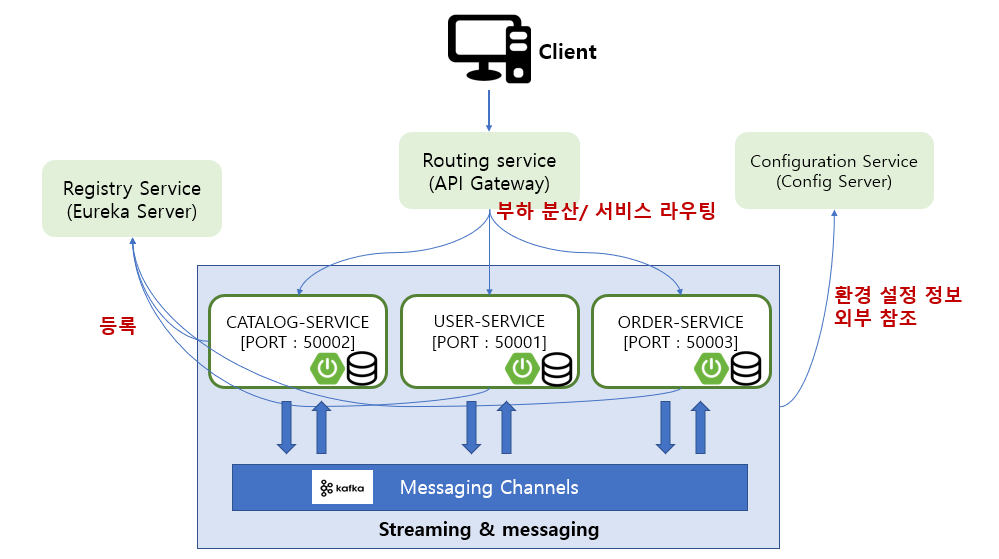 Client
Routing service
(API Gateway)
Registry Service
(Eureka Server)
Configuration Service
(Config Server)
부하 분산/ 서비스 라우팅
등록
환경 설정 정보
외부 참조
CATALOG-SERVICE
[PORT : 50002]
USER-SERVICE
[PORT : 50001]
ORDER-SERVICE
[PORT : 50003]
kafka
Messaging Channels
Streaming & messaging